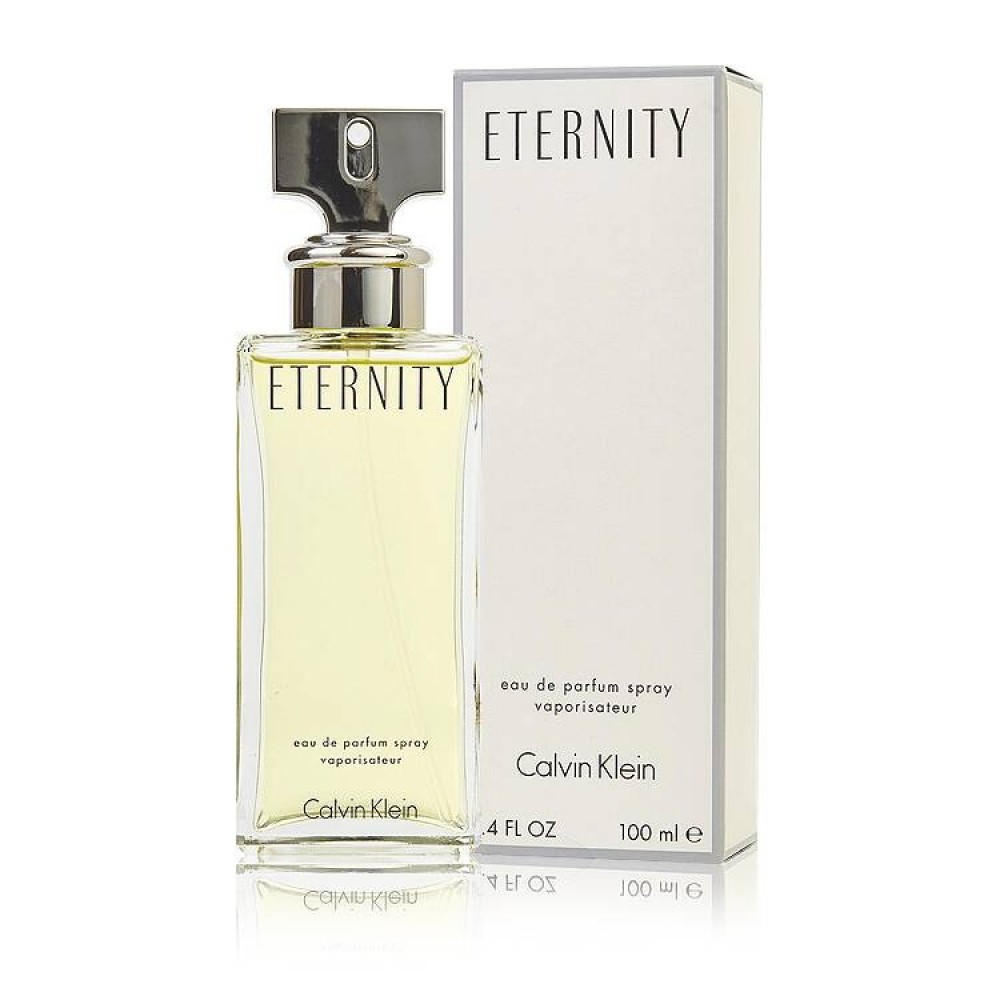 ETERNITY
eau de parfum spray
vaporisateur
Calvin Klein
ETERNITY
eau de parfum spray
vaporisateur
Calvin Klein
.4 FL OZ 100 ml e